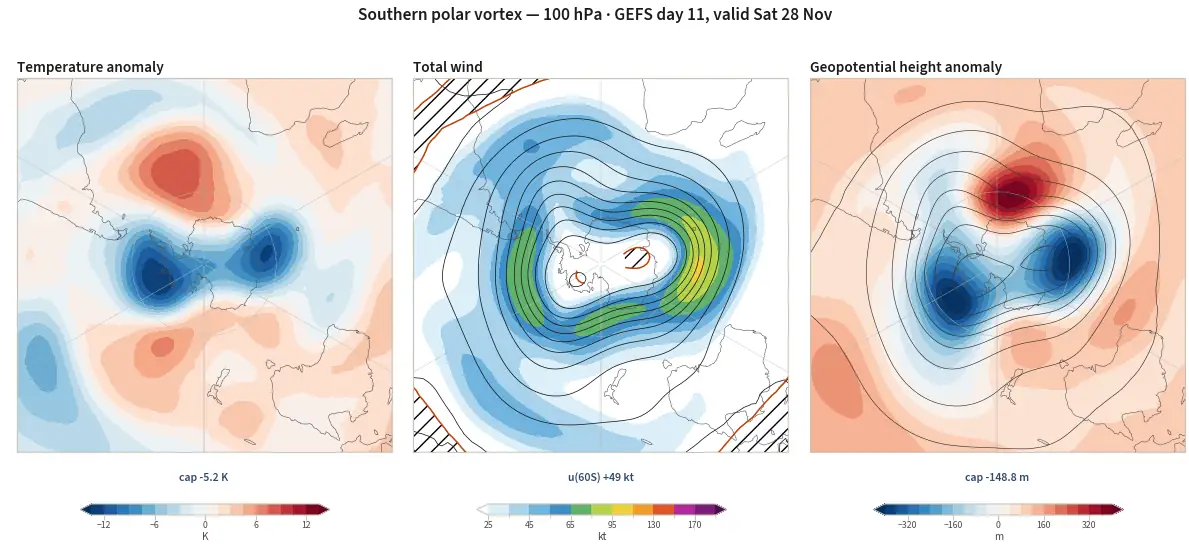 Southern polar vortex — 100 hPa · GEFS day 11, valid Sat 28 Nov
Temperature anomaly
Total wind
Geopotential height anomaly
cap -5.2 K
u(60S) +49 kt
cap -148.8 m
−12 −6 0 6 12
K
25 45 65 95 130 170
kt
−320 −160 0 160 320
m